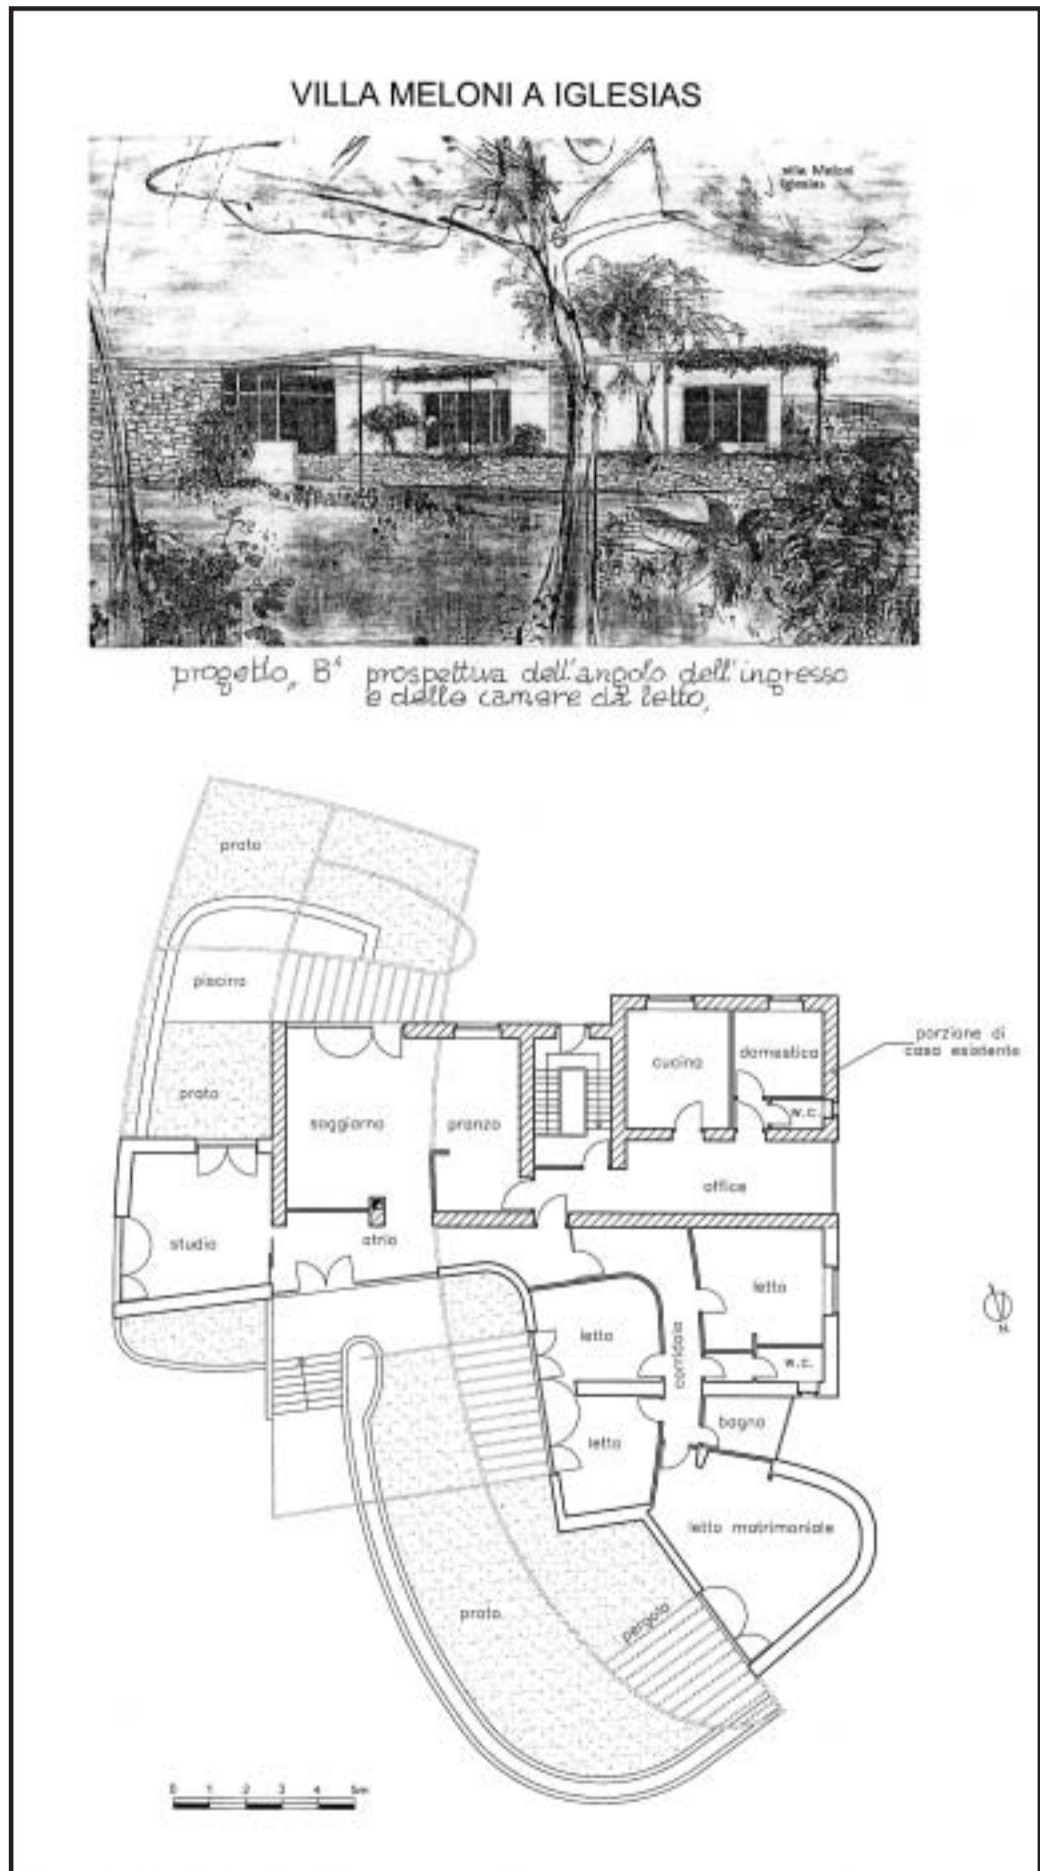 VILLA MELONI A IGLESIAS
villa Meloni
Iglesias
progetto, B⁴ prospettiva dell'angolo dell'ingresso
e delle camere da letto,
prato
piscina
prato
saggiorno
pranzo
cucina
domestica
w.c.
porzione di
casa esistente
office
studio
atrio
letto
letto
corridoio
w.c.
letto
bagno
letto matrimoniale
prato
pergola
N.
0 1 2 3 4 5m